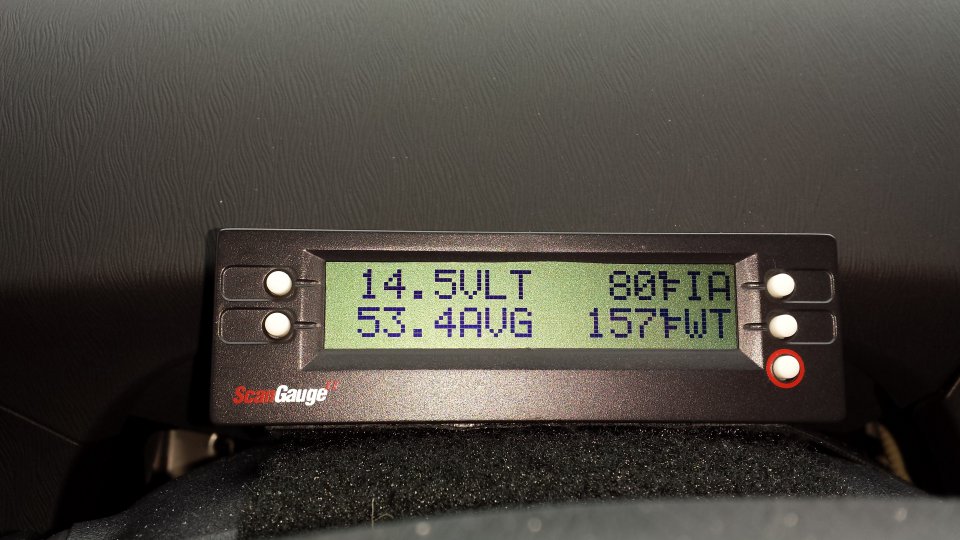 14.5VLT 80°FIA
53.4AVG 157°FWT
ScanGauge II